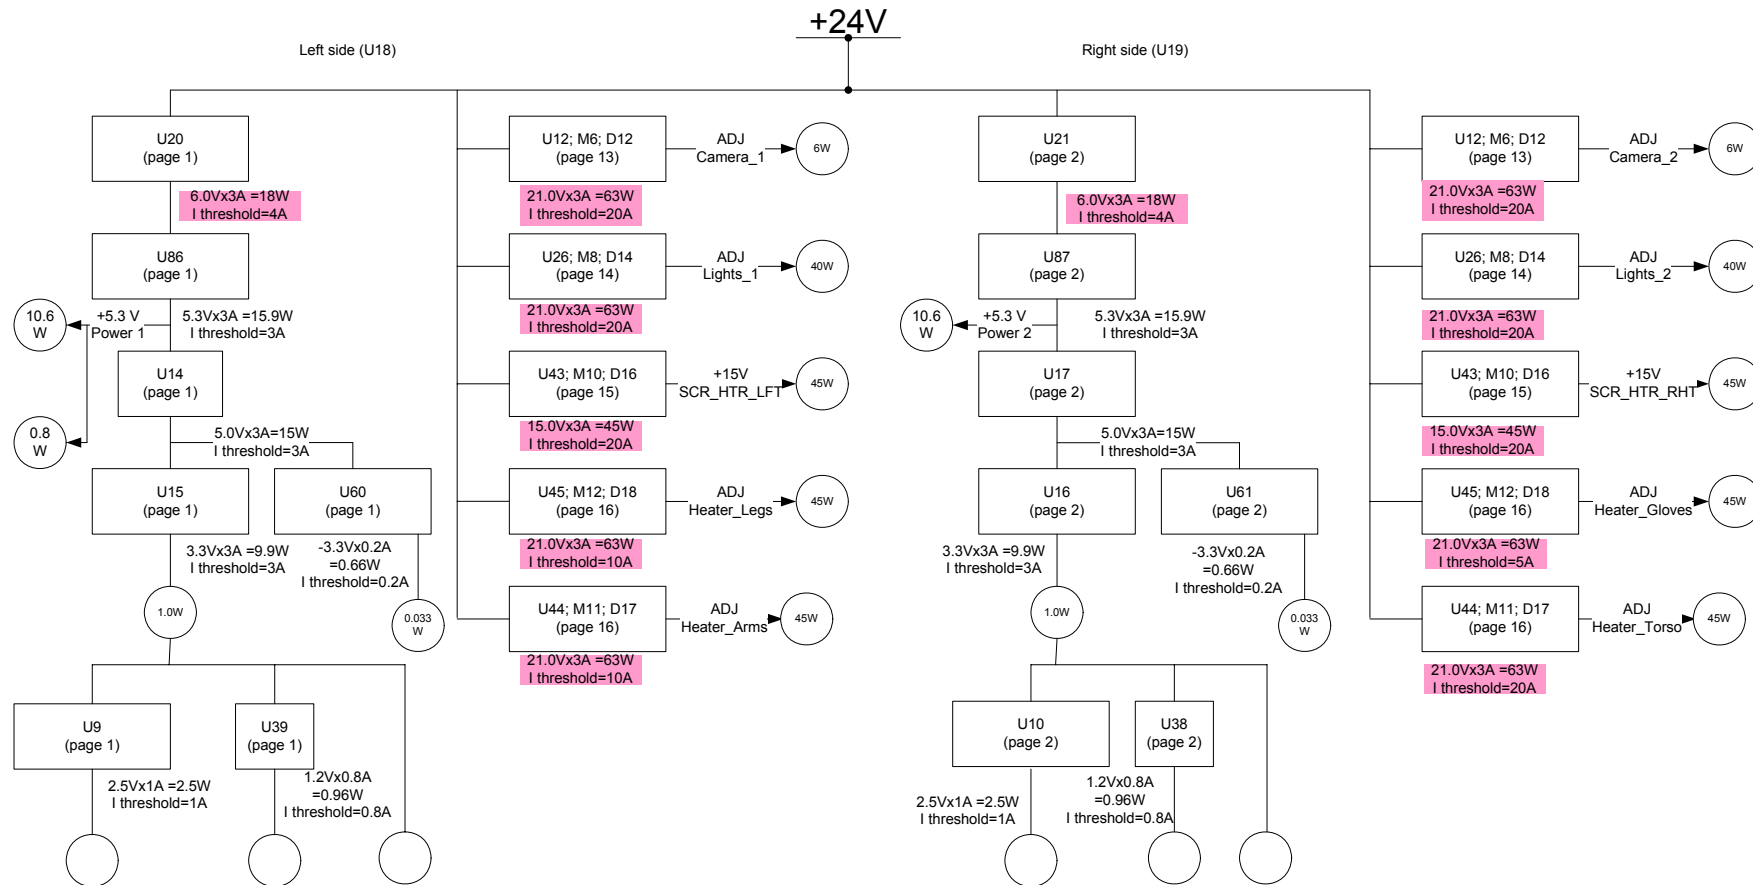 +24V
Left side (U18)
Right side (U19)
U20
(page 1)
6.0Vx3A =18W
I threshold=4A
U86
(page 1)
10.6
W
+5.3 V
Power 1
5.3Vx3A =15.9W
I threshold=3A
U14
(page 1)
0.8
W
5.0Vx3A=15W
I threshold=3A
U15
(page 1)
U60
(page 1)
3.3Vx3A =9.9W
I threshold=3A
-3.3Vx0.2A
=0.66W
I threshold=0.2A
1.0W
0.033
W
U9
(page 1)
U39
(page 1)
2.5Vx1A =2.5W
I threshold=1A
1.2Vx0.8A
=0.96W
I threshold=0.8A
U12; M6; D12
(page 13)
ADJ
Camera_1
6W
21.0Vx3A =63W
I threshold=20A
U26; M8; D14
(page 14)
ADJ
Lights_1
40W
21.0Vx3A =63W
I threshold=20A
U43; M10; D16
(page 15)
+15V
SCR_HTR_LFT
45W
15.0Vx3A =45W
I threshold=20A
U45; M12; D18
(page 16)
ADJ
Heater_Legs
45W
21.0Vx3A =63W
I threshold=10A
U44; M11; D17
(page 16)
ADJ
Heater_Arms
45W
21.0Vx3A =63W
I threshold=10A
U21
(page 2)
6.0Vx3A =18W
I threshold=4A
U87
(page 2)
10.6
W
+5.3 V
Power 2
5.3Vx3A =15.9W
I threshold=3A
U17
(page 2)
5.0Vx3A=15W
I threshold=3A
U16
(page 2)
U61
(page 2)
3.3Vx3A =9.9W
I threshold=3A
-3.3Vx0.2A
=0.66W
I threshold=0.2A
1.0W
0.033
W
U10
(page 2)
U38
(page 2)
2.5Vx1A =2.5W
I threshold=1A
1.2Vx0.8A
=0.96W
I threshold=0.8A
U12; M6; D12
(page 13)
ADJ
Camera_2
6W
21.0Vx3A =63W
I threshold=20A
U26; M8; D14
(page 14)
ADJ
Lights_2
40W
21.0Vx3A =63W
I threshold=20A
U43; M10; D16
(page 15)
+15V
SCR_HTR_RHT
45W
15.0Vx3A =45W
I threshold=20A
U45; M12; D18
(page 16)
ADJ
Heater_Gloves
45W
21.0Vx3A =63W
I threshold=5A
U44; M11; D17
(page 16)
ADJ
Heater_Torso
45W
21.0Vx3A =63W
I threshold=20A